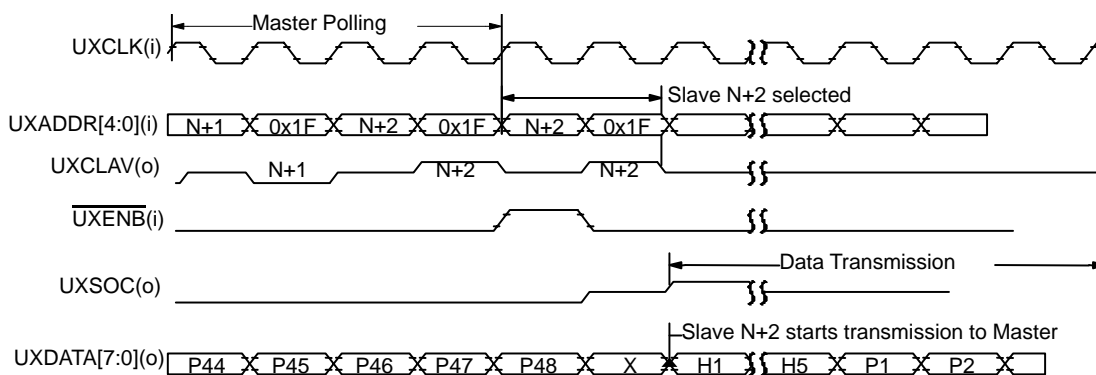 Master Polling
UXCLK(i)
Slave N+2 selected
UXADDR[4:0](i) N+1 0x1F N+2 0x1F N+2 0x1F
UXCLAV(o) N+1 N+2 N+2
UXENB(i)
Data Transmission
UXSOC(o)
Slave N+2 starts transmission to Master
UXDATA[7:0](o) P44 P45 P46 P47 P48 X H1 H5 P1 P2